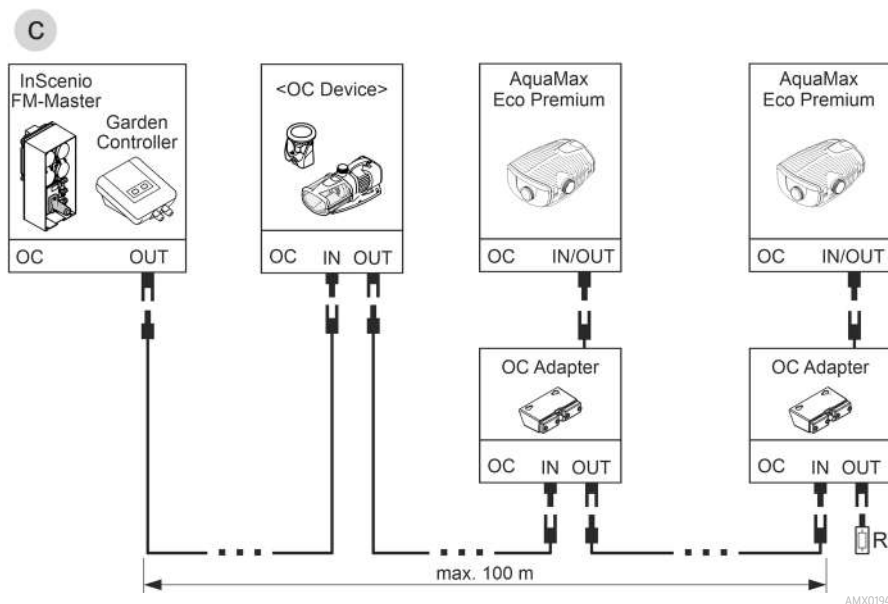 C
InScenio
FM-Master
Garden
Controller
OC OUT
<OC Device>
OC IN OUT
AquaMax
Eco Premium
OC IN/OUT
AquaMax
Eco Premium
OC IN/OUT
OC Adapter
OC IN OUT
OC Adapter
OC IN OUT
R
max. 100 m
AMX0194